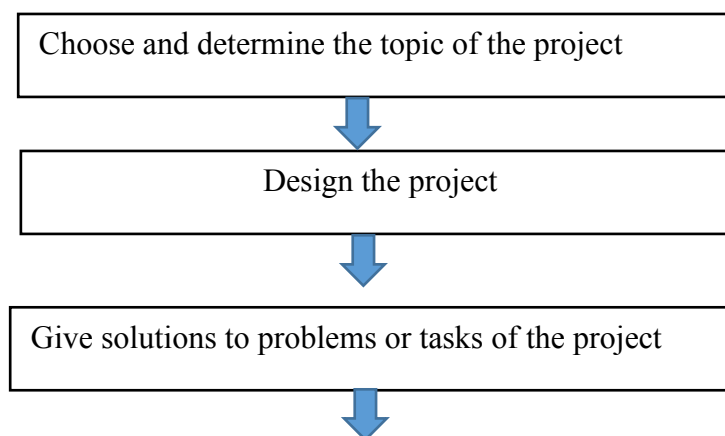 Choose and determine the topic of the project
Design the project
Give solutions to problems or tasks of the project